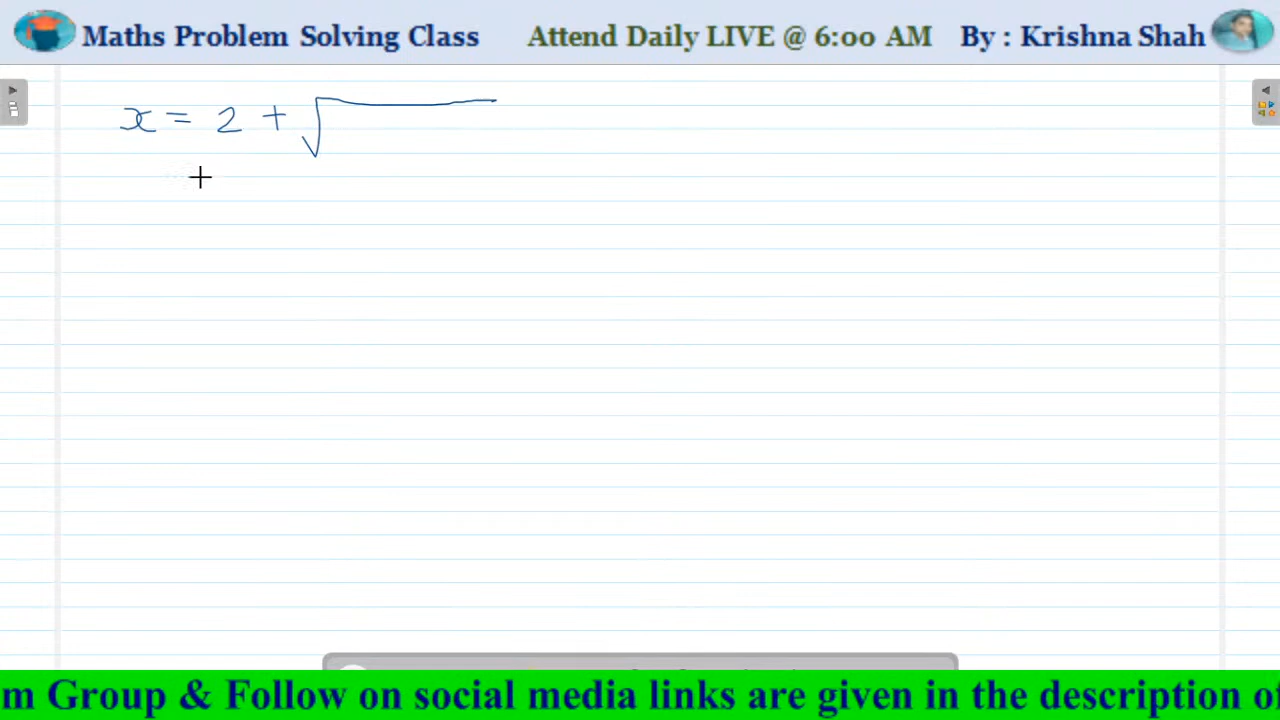 Maths Problem Solving Class Attend Daily LIVE @ 6:00 AM By : Krishna Shah
x = 2 + √
m Group & Follow on social media links are given in the description of